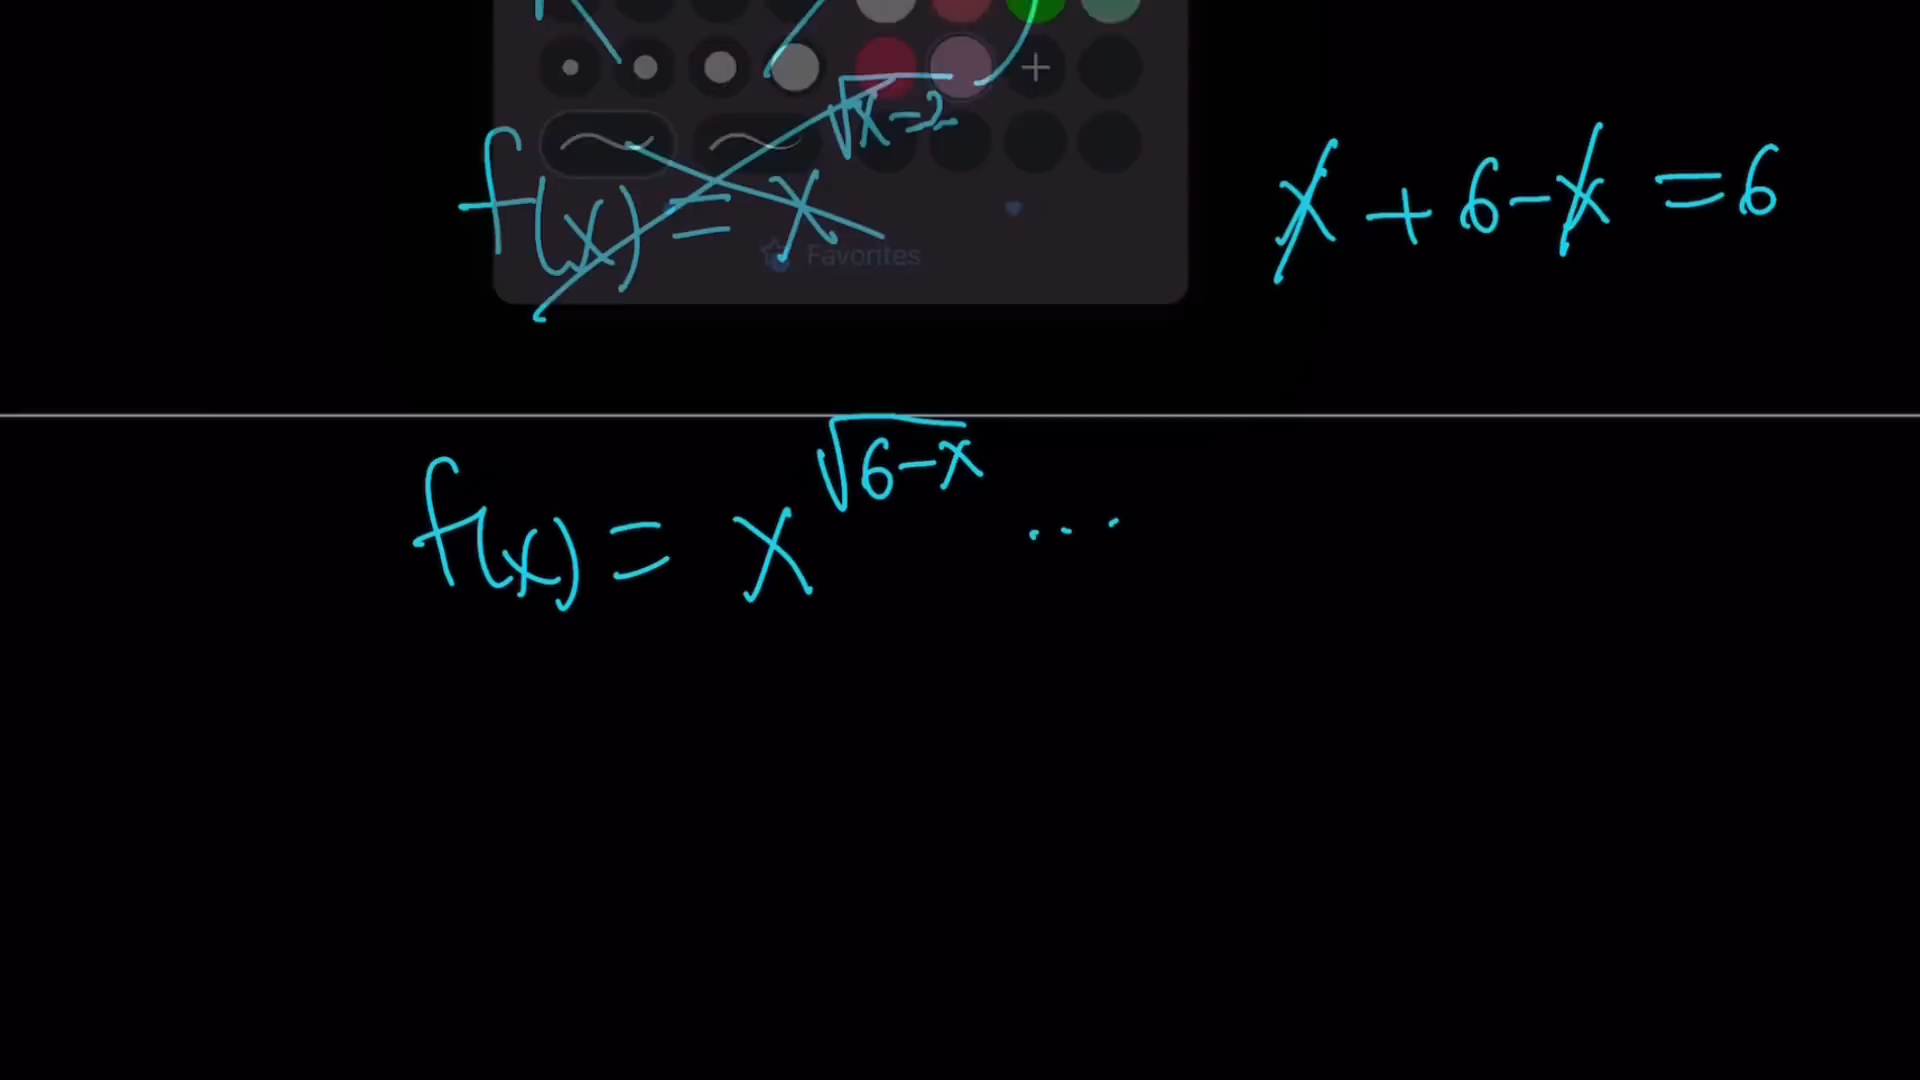 f(x) = x^√(x-2)
x + 6 - x = 6
Favorites
f(x) = x^√(6-x) ...